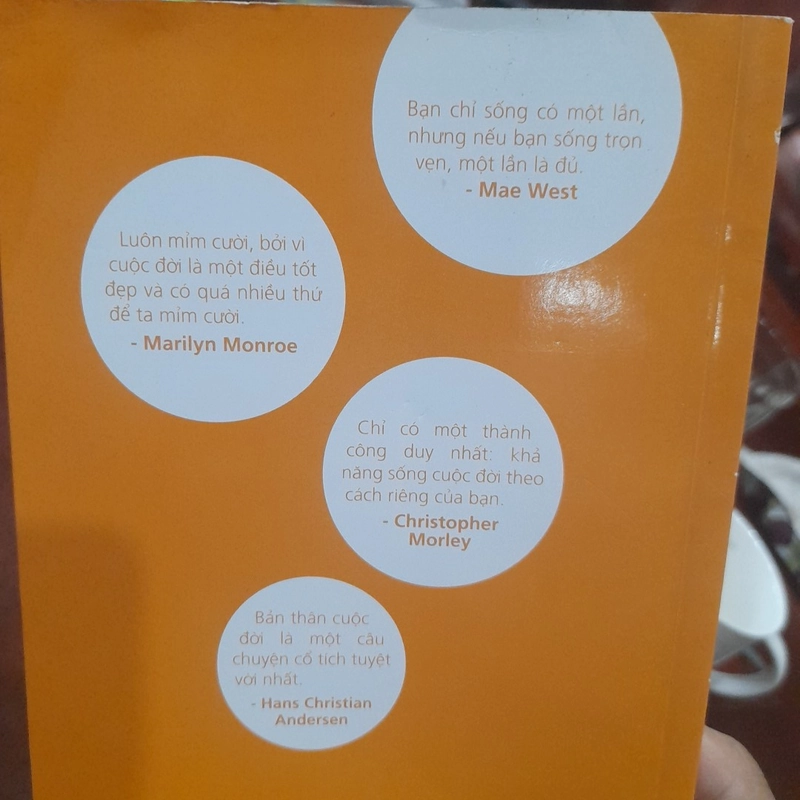 Bạn chỉ sống có một lần,
nhưng nếu bạn sống trọn
vẹn, một lần là đủ.
- Mae West
Luôn mỉm cười, bởi vì
cuộc đời là một điều tốt
đẹp và có quá nhiều thứ
để ta mỉm cười.
- Marilyn Monroe
Chỉ có một thành
công duy nhất: khả
năng sống cuộc đời theo
cách riêng của bạn.
- Christopher
Morley
Bản thân cuộc
đời là một câu
chuyện cổ tích tuyệt
vời nhất.
- Hans Christian
Andersen